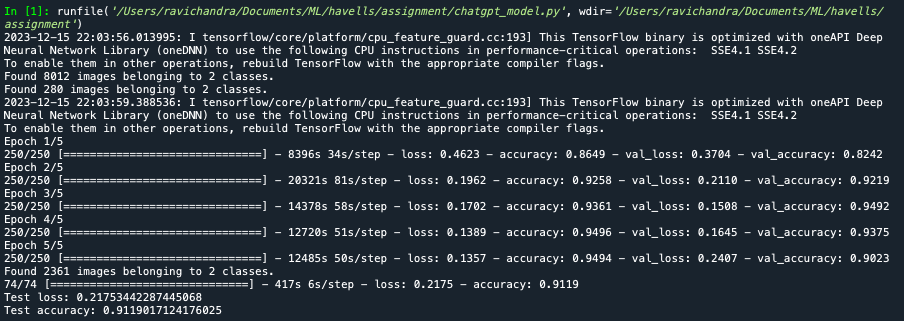 In [1]: runfile('/Users/ravichandra/Documents/ML/havells/assignment/chatgpt_model.py', wdir='/Users/ravichandra/Documents/ML/havells/
assignment')
2023-12-15 22:03:56.013995: I tensorflow/core/platform/cpu_feature_guard.cc:193] This TensorFlow binary is optimized with oneAPI Deep
Neural Network Library (oneDNN) to use the following CPU instructions in performance-critical operations:  SSE4.1 SSE4.2
To enable them in other operations, rebuild TensorFlow with the appropriate compiler flags.
Found 8012 images belonging to 2 classes.
Found 280 images belonging to 2 classes.
2023-12-15 22:03:59.388536: I tensorflow/core/platform/cpu_feature_guard.cc:193] This TensorFlow binary is optimized with oneAPI Deep
Neural Network Library (oneDNN) to use the following CPU instructions in performance-critical operations:  SSE4.1 SSE4.2
To enable them in other operations, rebuild TensorFlow with the appropriate compiler flags.
Epoch 1/5
250/250 [==============================] - 8396s 34s/step - loss: 0.4623 - accuracy: 0.8649 - val_loss: 0.3704 - val_accuracy: 0.8242
Epoch 2/5
250/250 [==============================] - 20321s 81s/step - loss: 0.1962 - accuracy: 0.9258 - val_loss: 0.2110 - val_accuracy: 0.9219
Epoch 3/5
250/250 [==============================] - 14378s 58s/step - loss: 0.1702 - accuracy: 0.9361 - val_loss: 0.1508 - val_accuracy: 0.9492
Epoch 4/5
250/250 [==============================] - 12720s 51s/step - loss: 0.1389 - accuracy: 0.9496 - val_loss: 0.1645 - val_accuracy: 0.9375
Epoch 5/5
250/250 [==============================] - 12485s 50s/step - loss: 0.1357 - accuracy: 0.9494 - val_loss: 0.2407 - val_accuracy: 0.9023
Found 2361 images belonging to 2 classes.
74/74 [==============================] - 417s 6s/step - loss: 0.2175 - accuracy: 0.9119
Test loss: 0.21753442287445068
Test accuracy: 0.9119017124176025